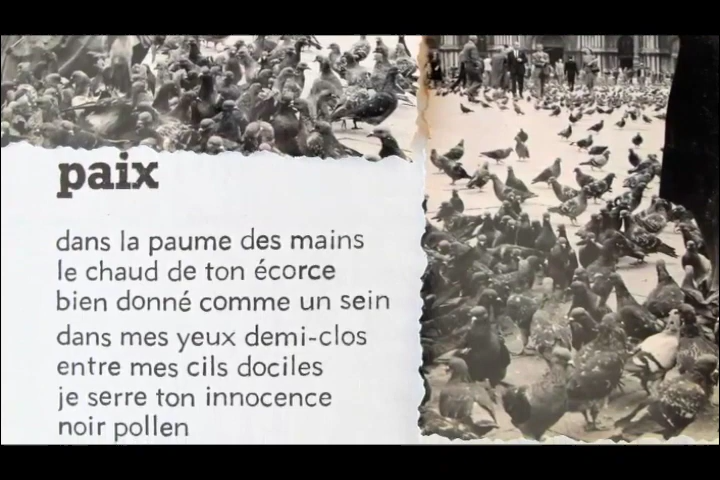 paix
dans la paume des mains
le chaud de ton écorce
bien donné comme un sein
dans mes yeux demi-clos
entre mes cils dociles
je serre ton innocence
noir pollen